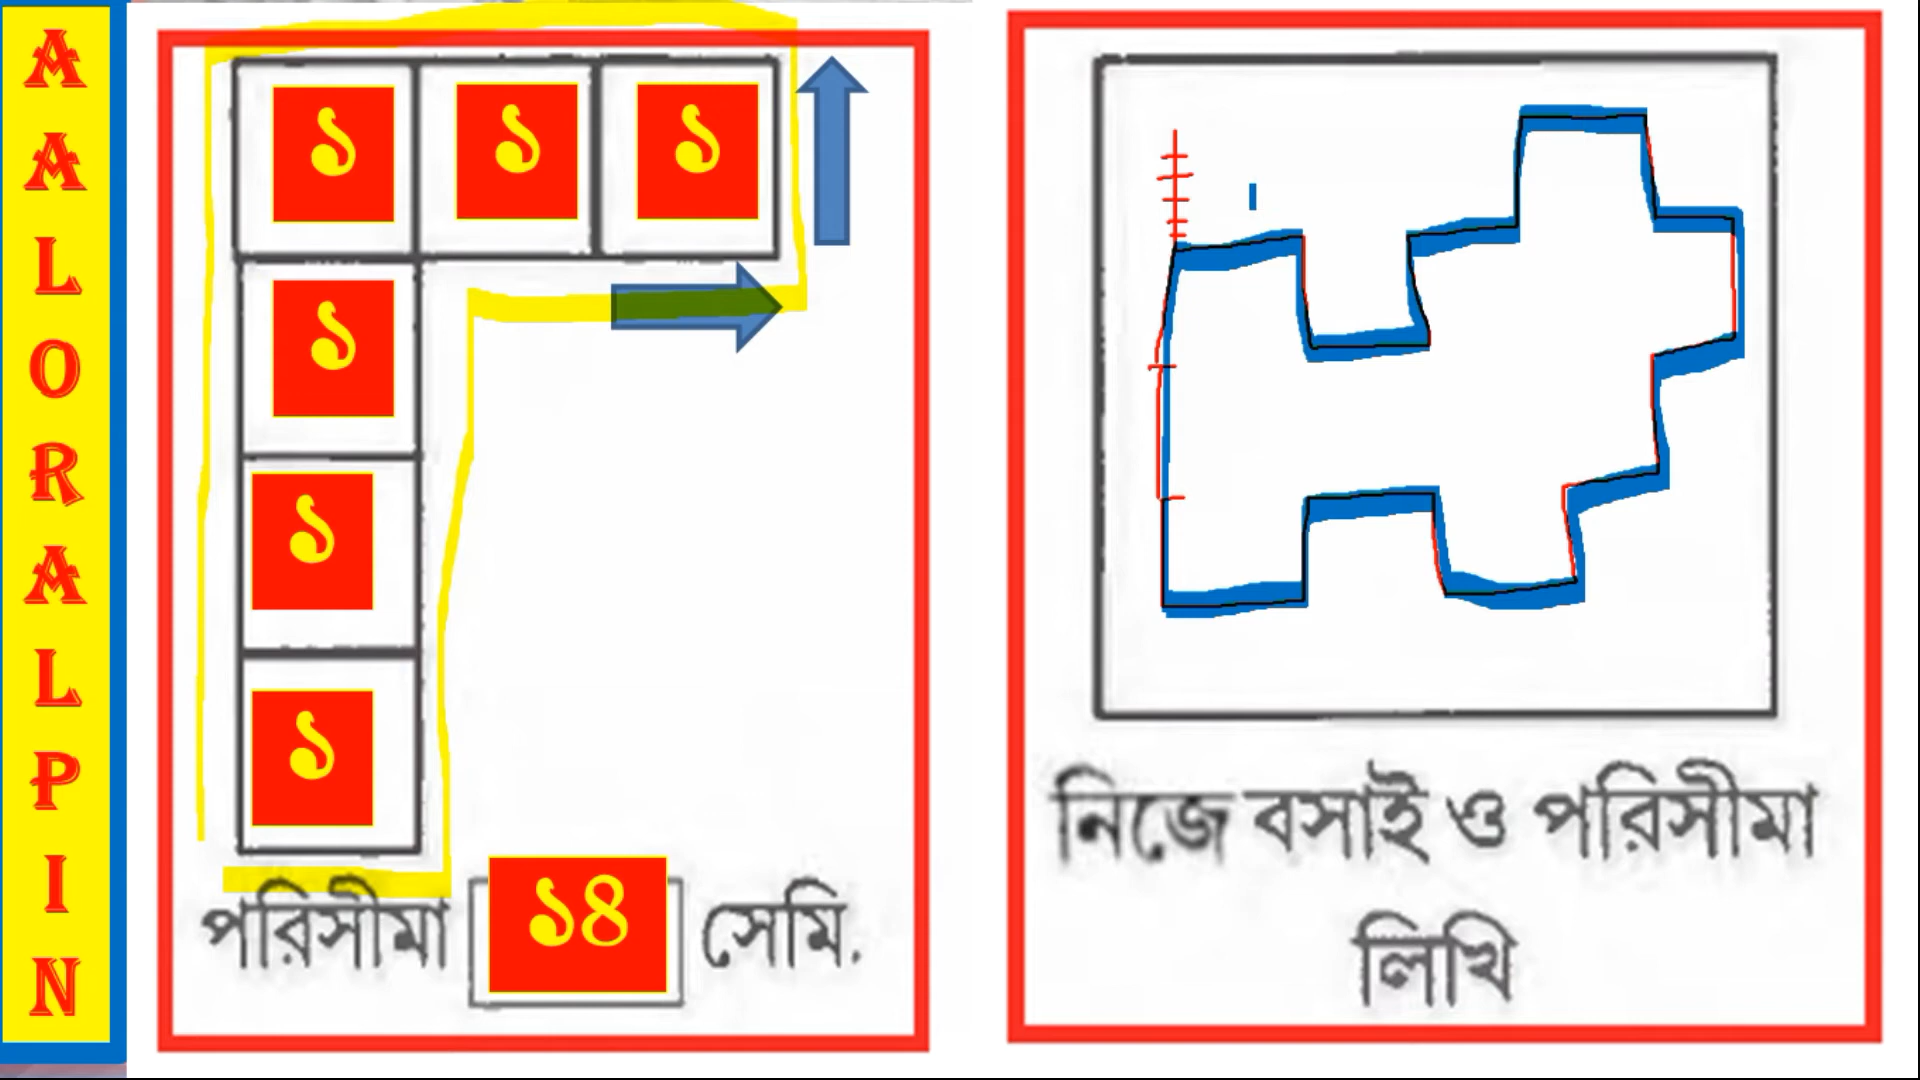 AALORALPIN
১ ১ ১
১
১
১
পরিসীমা ১৪ সেমি.
নিজে বসাই ও পরিসীমা
লিখি